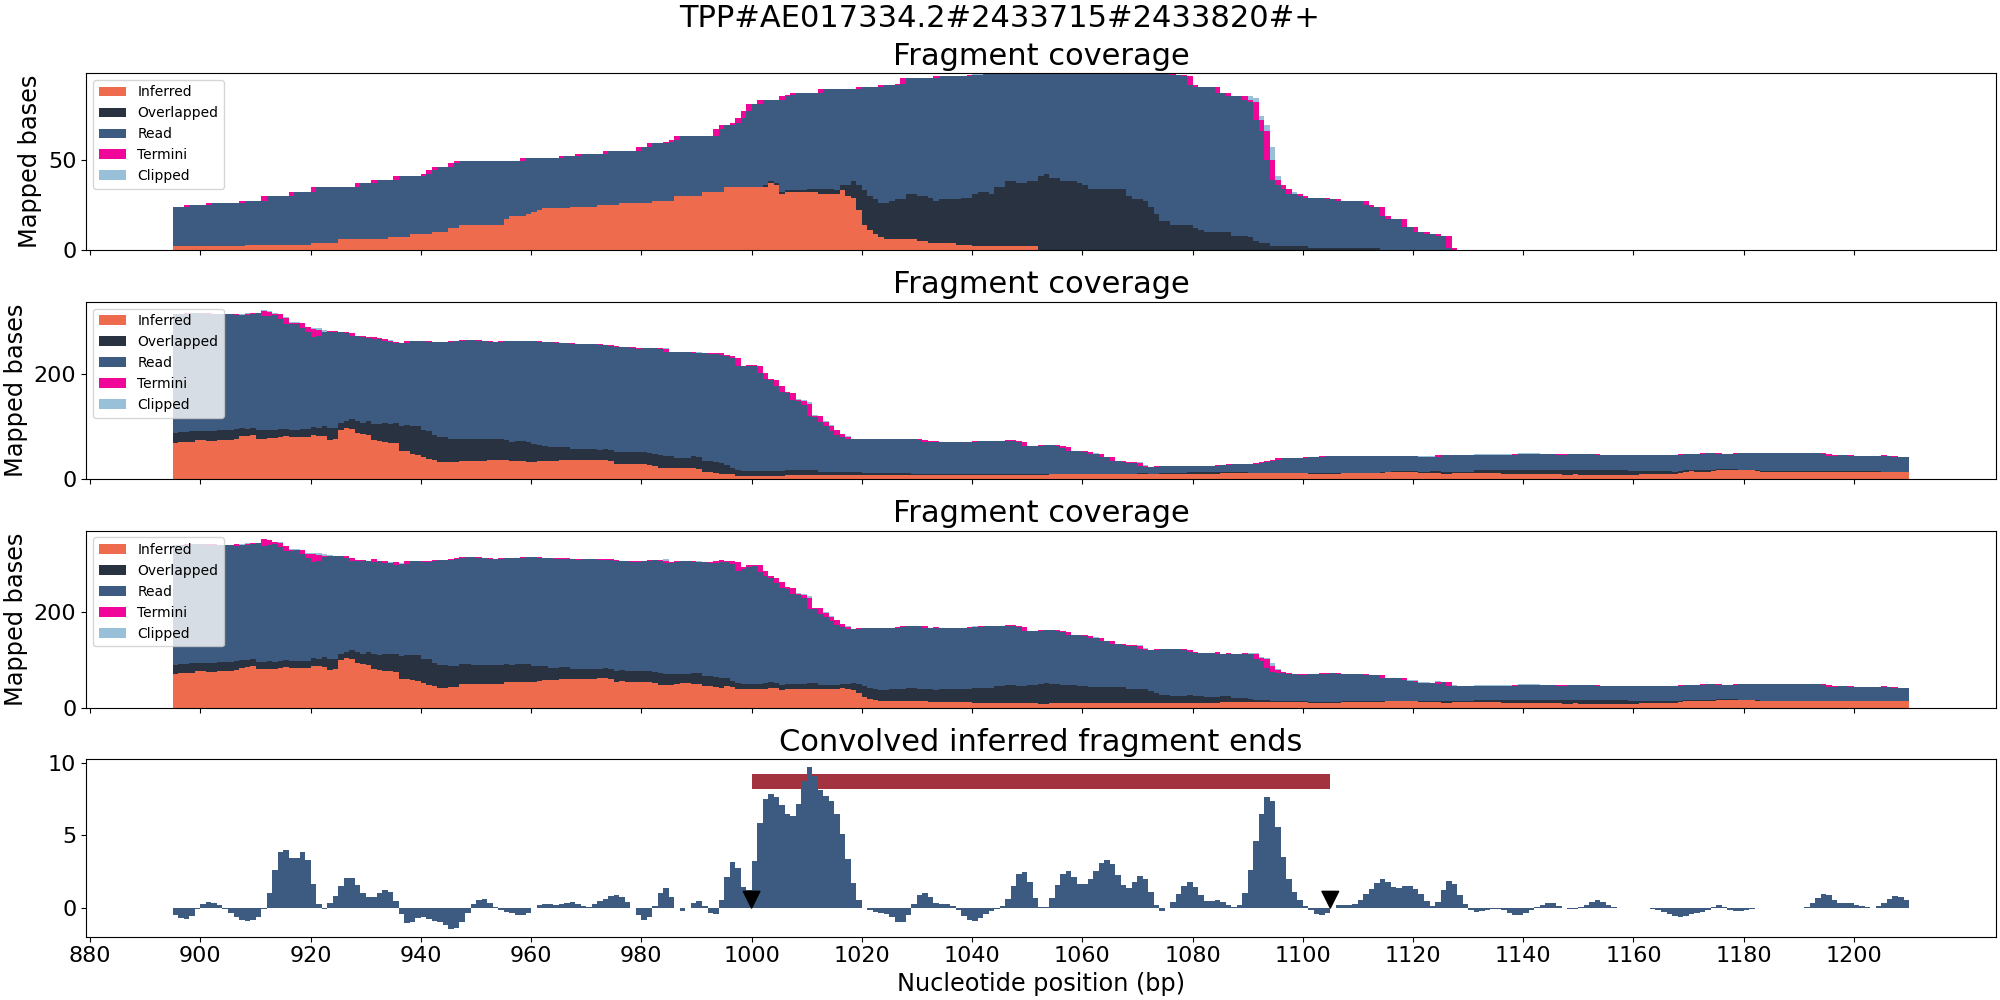 TPP#AE017334.2#2433715#2433820#+
Fragment coverage
Mapped bases
50
0
Inferred
Overlapped
Read
Termini
Clipped
Fragment coverage
Mapped bases
200
0
Inferred
Overlapped
Read
Termini
Clipped
Fragment coverage
Mapped bases
200
0
Inferred
Overlapped
Read
Termini
Clipped
Convolved inferred fragment ends
10
5
0
880 900 920 940 960 980 1000 1020 1040 1060 1080 1100 1120 1140 1160 1180 1200
Nucleotide position (bp)